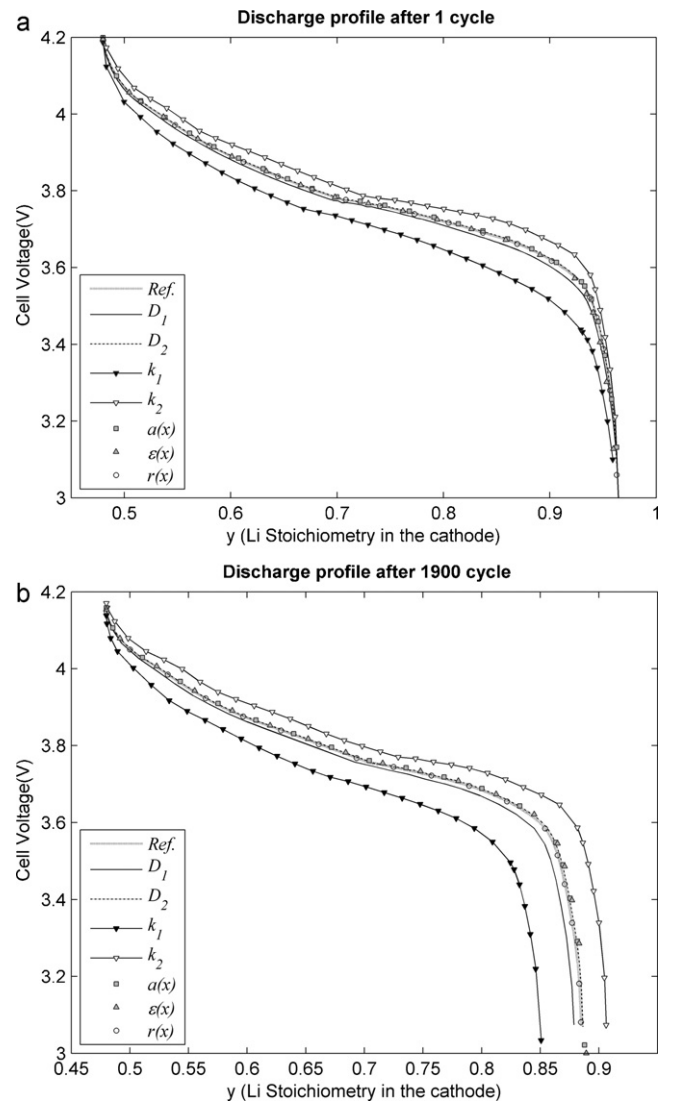 a
Discharge profile after 1 cycle
4.2
4
3.8
3.6
3.4
3.2
3
Cell Voltage(V)
Ref.
D1
D2
k1
k2
a(x)
ε(x)
r(x)
0.5 0.6 0.7 0.8 0.9 1
y (Li Stoichiometry in the cathode)
b
Discharge profile after 1900 cycle
4.2
4
3.8
3.6
3.4
3.2
3
Cell Voltage(V)
Ref.
D1
D2
k1
k2
a(x)
ε(x)
r(x)
0.45 0.5 0.55 0.6 0.65 0.7 0.75 0.8 0.85 0.9
y (Li Stoichiometry in the cathode)